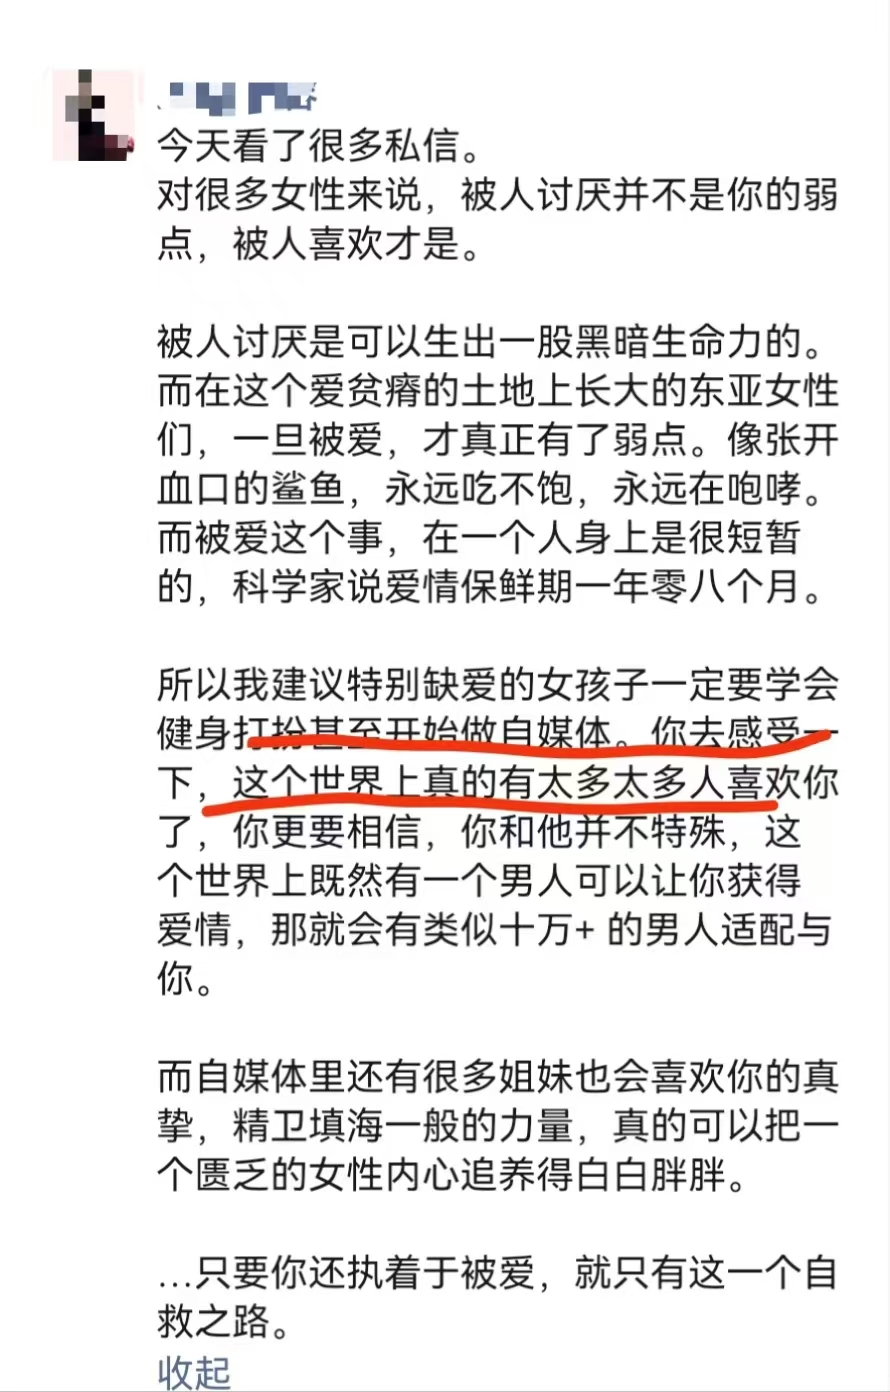 今天看了很多私信。
对很多女性来说，被人讨厌并不是你的弱
点，被人喜欢才是。
被人讨厌是可以生出一股黑暗生命力的。
而在这个爱贫瘠的土地上长大的东亚女性
们，一旦被爱，才真正有了弱点。像张开
血口的鲨鱼，永远吃不饱，永远在咆哮。
而被爱这个事，在一个人身上是很短暂
的，科学家说爱情保鲜期一年零八个月。
所以我建议特别缺爱的女孩子一定要学会
健身打扮甚至开始做自媒体。你去感受一
下，这个世界上真的有太多太多人喜欢你
了，你更要相信，你和他并不特殊，这
个世界上既然有一个男人可以让你获得
爱情，那就会有类似十万+ 的男人适配与
你。
而自媒体里还有很多姐妹也会喜欢你的真
挚，精卫填海一般的力量，真的可以把一
个匮乏的女性内心追养得白白胖胖。
...只要你还执着于被爱，就只有这一个自
救之路。
收起